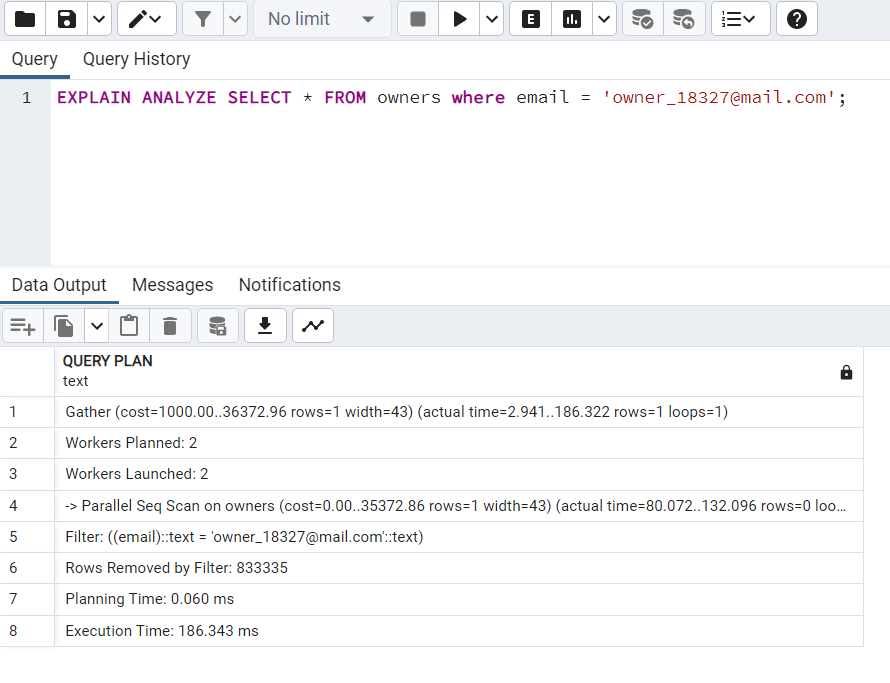 No limit
E
Query Query History
1 EXPLAIN ANALYZE SELECT * FROM owners where email = 'owner_18327@mail.com';
Data Output Messages Notifications
QUERY PLAN
text
1 Gather (cost=1000.00..36372.96 rows=1 width=43) (actual time=2.941..186.322 rows=1 loops=1)
2 Workers Planned: 2
3 Workers Launched: 2
4 -> Parallel Seq Scan on owners (cost=0.00..35372.86 rows=1 width=43) (actual time=80.072..132.096 rows=0 loo...
5 Filter: ((email)::text = 'owner_18327@mail.com'::text)
6 Rows Removed by Filter: 833335
7 Planning Time: 0.060 ms
8 Execution Time: 186.343 ms